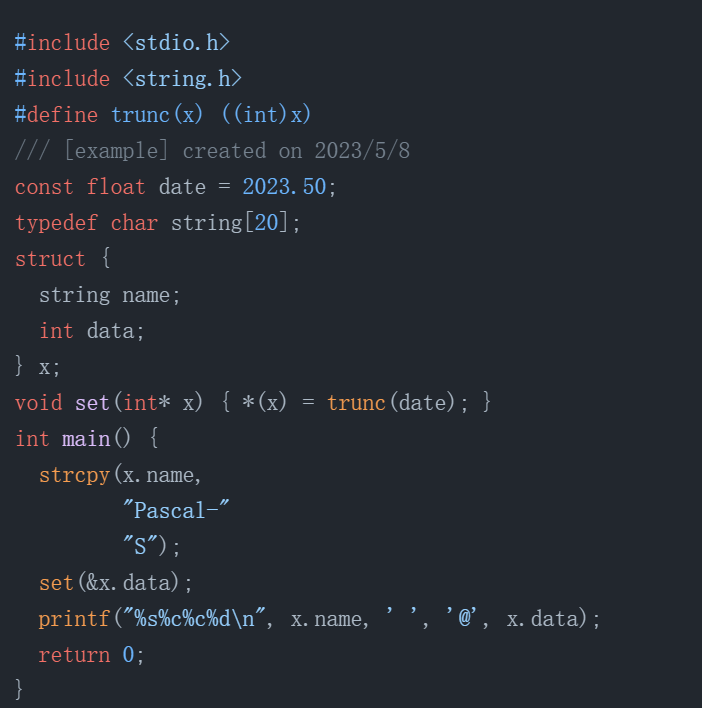 #include <stdio.h>
#include <string.h>
#define trunc(x) ((int)x)
/// [example] created on 2023/5/8
const float date = 2023.50;
typedef char string[20];
struct {
  string name;
  int data;
} x;
void set(int* x) { *(x) = trunc(date); }
int main() {
  strcpy(x.name,
         "Pascal-"
         "S");
  set(&x.data);
  printf("%s%c%c%d\n", x.name, ' ', '@', x.data);
  return 0;
}